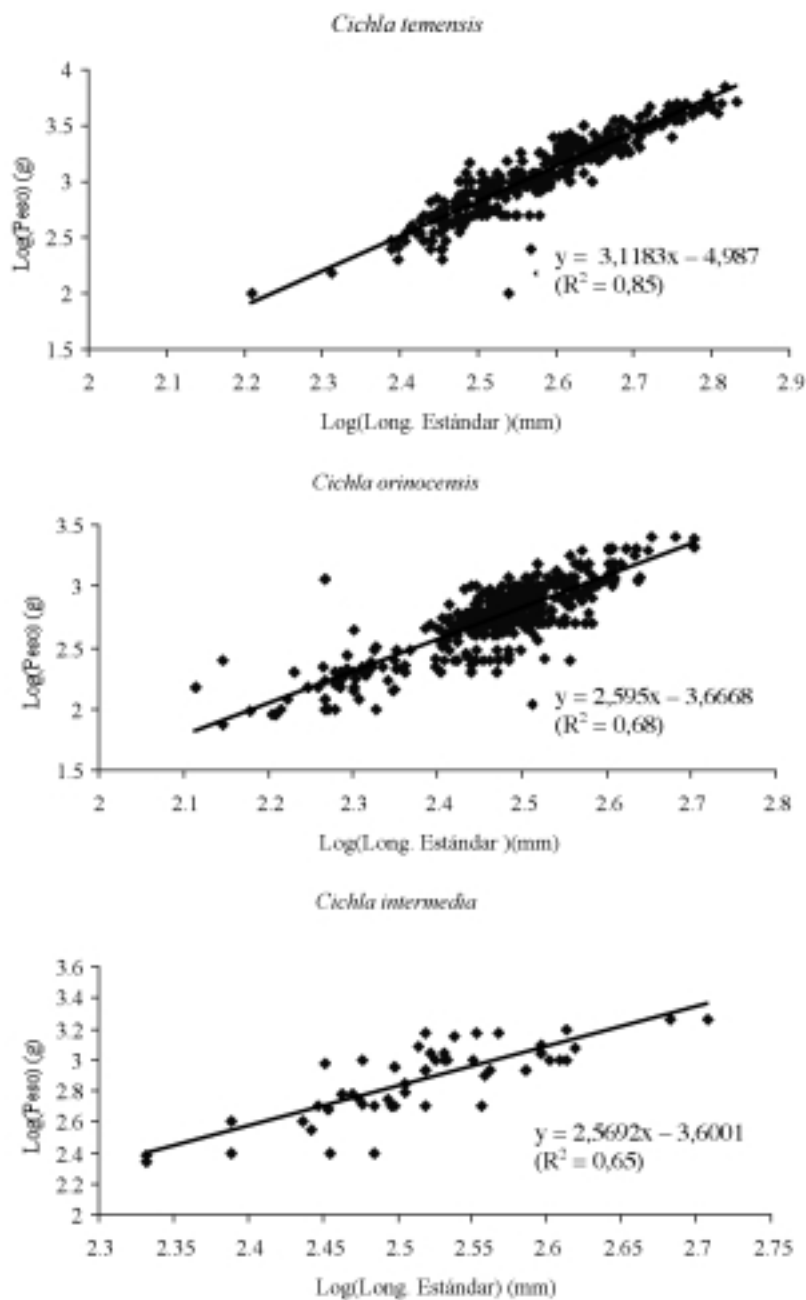 Cichla temensis
4
3.5
3
2.5
2
1.5
Log(Peso) (g)
y = 3,1183x – 4,987
(R² = 0,85)
2 2.1 2.2 2.3 2.4 2.5 2.6 2.7 2.8 2.9
Log(Long. Estándar )(mm)
Cichla orinocensis
3.5
3
2.5
2
1.5
Log(Peso) (g)
y = 2,595x – 3,6668
(R² = 0,68)
2 2.1 2.2 2.3 2.4 2.5 2.6 2.7 2.8
Log(Long. Estándar )(mm)
Cichla intermedia
3.6
3.4
3.2
3
2.8
2.6
2.4
2.2
2
Log(Peso) (g)
y = 2,5692x – 3,6001
(R² = 0,65)
2.3 2.35 2.4 2.45 2.5 2.55 2.6 2.65 2.7 2.75
Log(Long. Estándar) (mm)